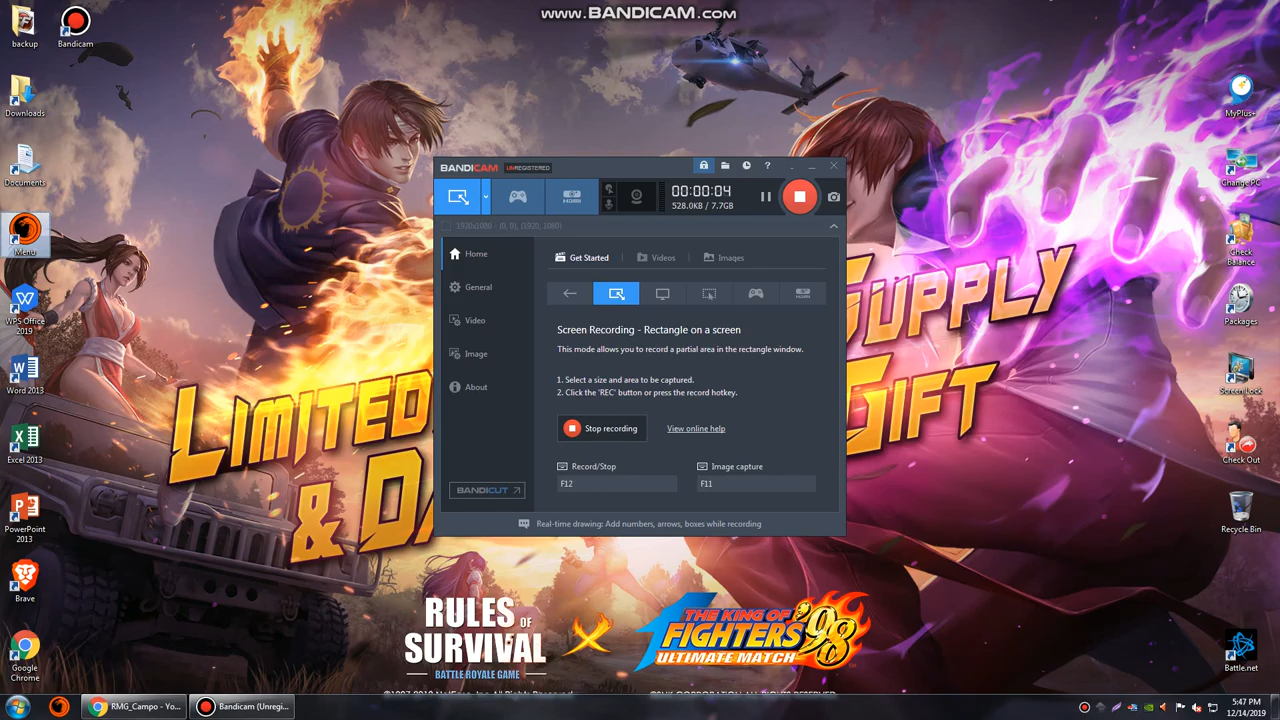 www.BANDICAM.com
backup
Bandicam
Downloads
Documents
Menu
WPS Office
2019
Word 2013
Excel 2013
PowerPoint
2013
Brave
Google
Chrome
BANDICAM UNREGISTERED
00:00:04
528.0KB / 7.7GB
HDMI
1920x1080 - (0, 0), (1920, 1080)
Home
General
Video
Image
About
BANDICUT
Get Started
Videos
Images
HDMI
Screen Recording - Rectangle on a screen
This mode allows you to record a partial area in the rectangle window.
1. Select a size and area to be captured.
2. Click the 'REC' button or press the record hotkey.
Stop recording
View online help
Record/Stop
Image capture
F12
F11
Real-time drawing: Add numbers, arrows, boxes while recording
LIMITED
SUPPLY
& D
GIFT
RULES OF
SURVIVAL
BATTLE ROYALE GAME
X
THE KING OF
FIGHTERS '98
ULTIMATE MATCH
MyPlus+
Change PC
Check
Balance
Packages
Screen Lock
Check Out
Recycle Bin
Battle.net
RMG_Campo - Yo...
Bandicam (Unregi...
5:47 PM
12/14/2019